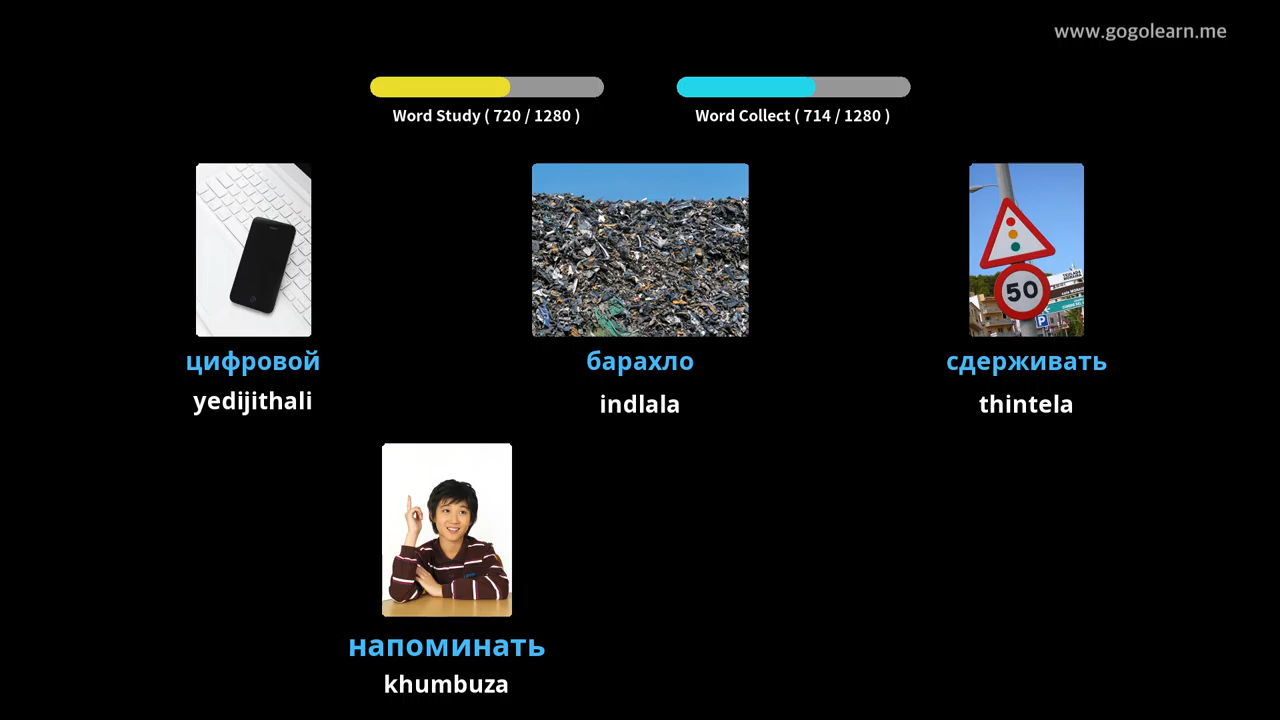 www.gogolearn.me
Word Study ( 720 / 1280 )
Word Collect ( 714 / 1280 )
50
P
цифровой
барахло
сдерживать
yedijithali
indlala
thintela
напоминать
khumbuza